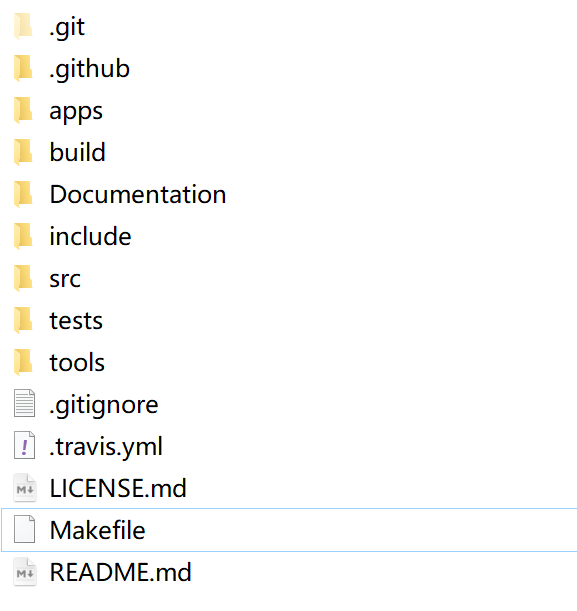 .git
.github
apps
build
Documentation
include
src
tests
tools
.gitignore
.travis.yml
LICENSE.md
Makefile
README.md